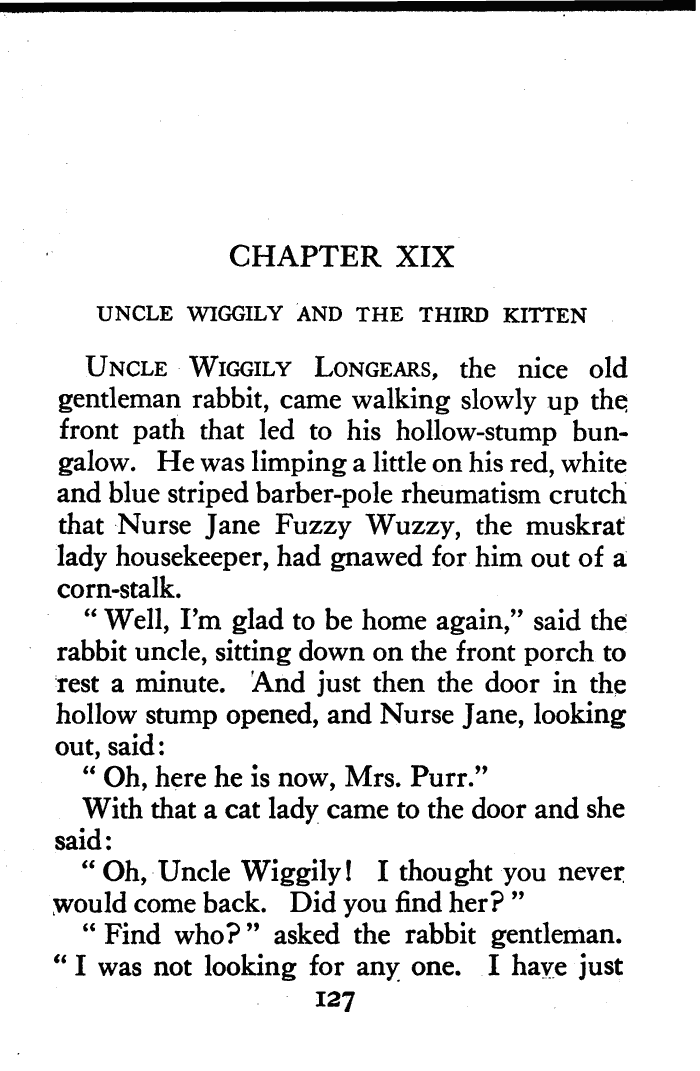 CHAPTER XIX
UNCLE WIGGILY AND THE THIRD KITTEN
UNCLE WIGGILY LONGEARS, the nice old
gentleman rabbit, came walking slowly up the
front path that led to his hollow-stump bun-
galow. He was limping a little on his red, white
and blue striped barber-pole rheumatism crutch
that Nurse Jane Fuzzy Wuzzy, the muskrat
lady housekeeper, had gnawed for him out of a
corn-stalk.
“ Well, I’m glad to be home again,” said the
rabbit uncle, sitting down on the front porch to
rest a minute. And just then the door in the
hollow stump opened, and Nurse Jane, looking
out, said:
“ Oh, here he is now, Mrs. Purr.”
With that a cat lady came to the door and she
said:
“ Oh, Uncle Wiggily! I thought you never
would come back. Did you find her? ”
“ Find who? ” asked the rabbit gentleman.
“ I was not looking for any one. I have just
127